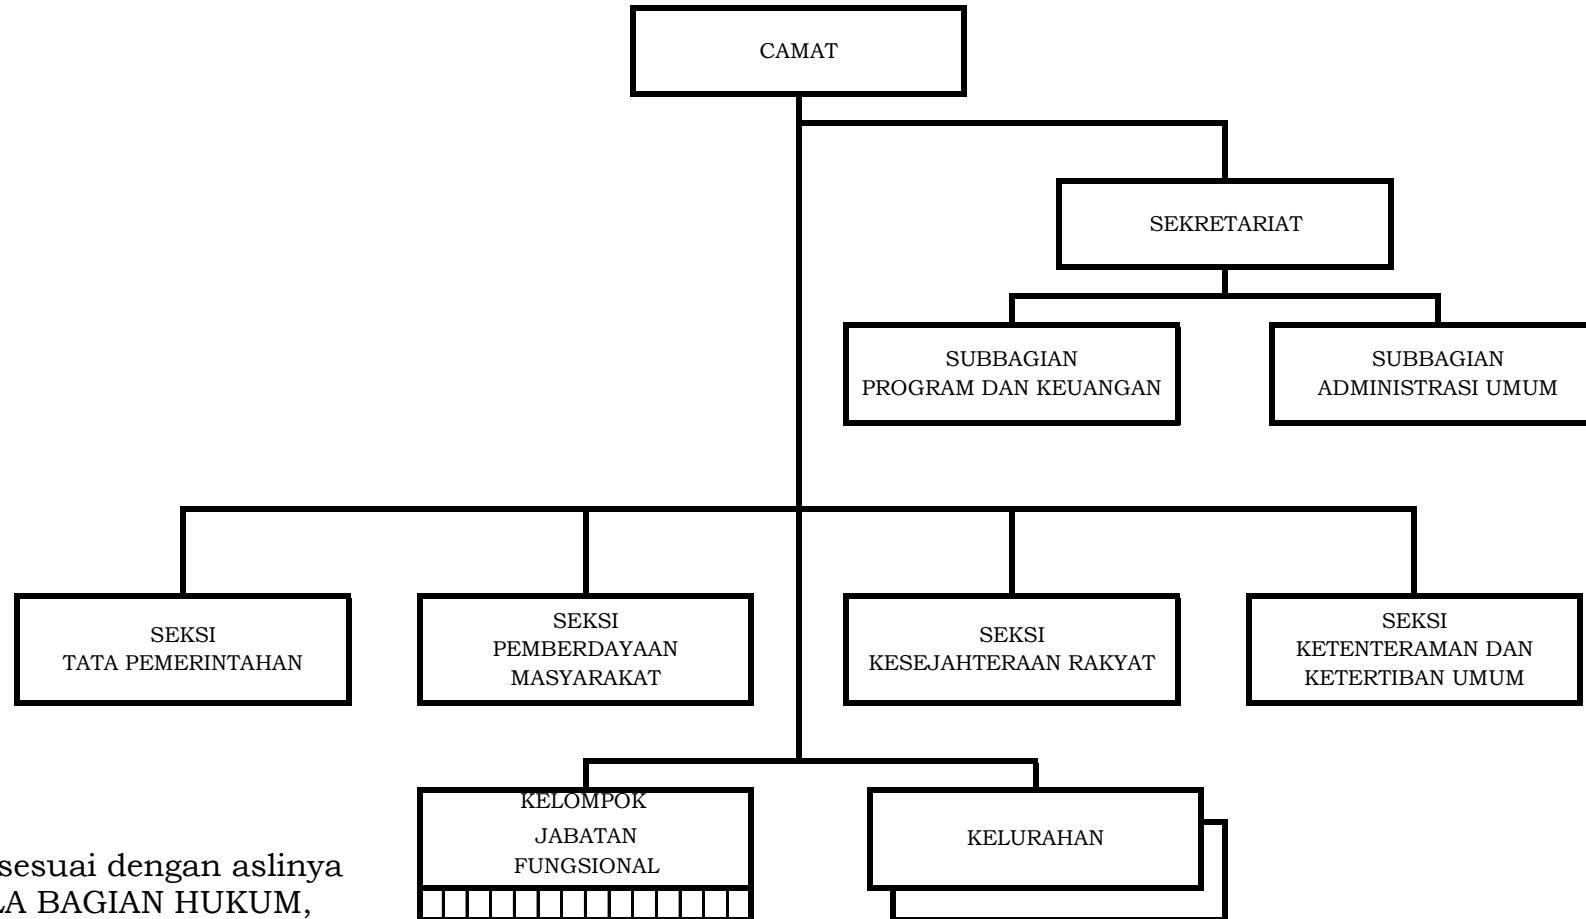 CAMAT
SEKRETARIAT
SUBBAGIAN
PROGRAM DAN KEUANGAN
SUBBAGIAN
ADMINISTRASI UMUM
SEKSI
TATA PEMERINTAHAN
SEKSI
PEMBERDAYAAN
MASYARAKAT
SEKSI
KESEJAHTERAAN RAKYAT
SEKSI
KETENTERAMAN DAN
KETERTIBAN UMUM
KELOMPOK
JABATAN
FUNGSIONAL
KELURAHAN
sesuai dengan aslinya
BAGIAN HUKUM,